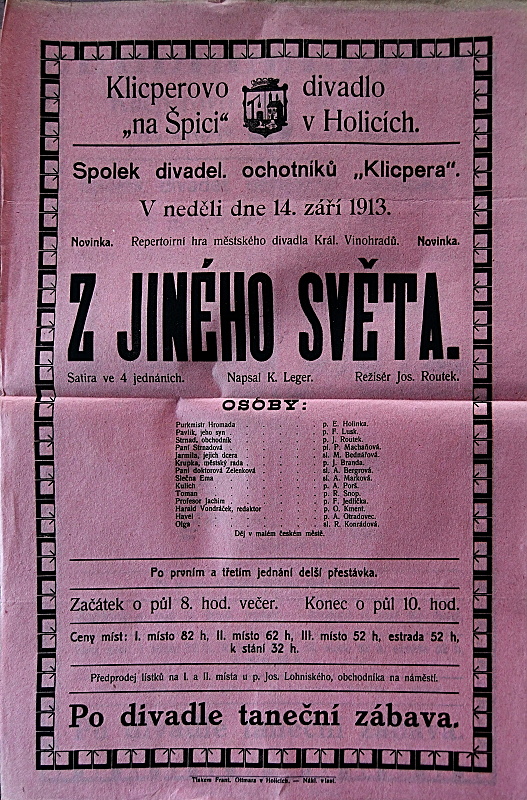 Klicperovo divadlo
„na Špici“ v Holicích.
Spolek divadel. ochotníků „Klicpera“.
V neděli dne 14. září 1913.
Novinka. Repertoirní hra městského divadla Král. Vinohradů. Novinka.
Z JINÉHO SVĚTA.
Satira ve 4 jednáních. Napsal K. Leger. Režisér Jos. Routek.
OSOBY:
Purkmistr Hromada p. E. Holinka.
Pavlík, jeho syn p. F. Lusk.
Strnad, obchodník p. J. Routek.
Paní Strnadová pí. P. Machaňová.
Jarmila, jejich dcera sl. M. Bednářová.
Krupka, městský rada p. J. Branda.
Paní doktorová Zelenková sl. A. Bergrová.
Slečna Ema sl. A. Marková.
Kulich p. A. Porš.
Toman p. R. Snop.
Profesor Jachim p. F. Jedlička.
Harald Vondráček, redaktor p. O. Kment.
Havel p. A. Otradovec.
Olga sl. R. Konrádová.
Děj v malém českém městě.
Po prvním a třetím jednání delší přestávka.
Začátek o půl 8. hod. večer. Konec o půl 10. hod.
Ceny míst: I. místo 82 h, II. místo 62 h, III. místo 52 h, estrada 52 h,
k stání 32 h.
Předprodej lístků na I. a II. místa u p. Jos. Lohniského, obchodníka na náměstí.
Po divadle taneční zábava.
Tiskem Frant. Öttmara v Holicích. — Nákl. vlast.